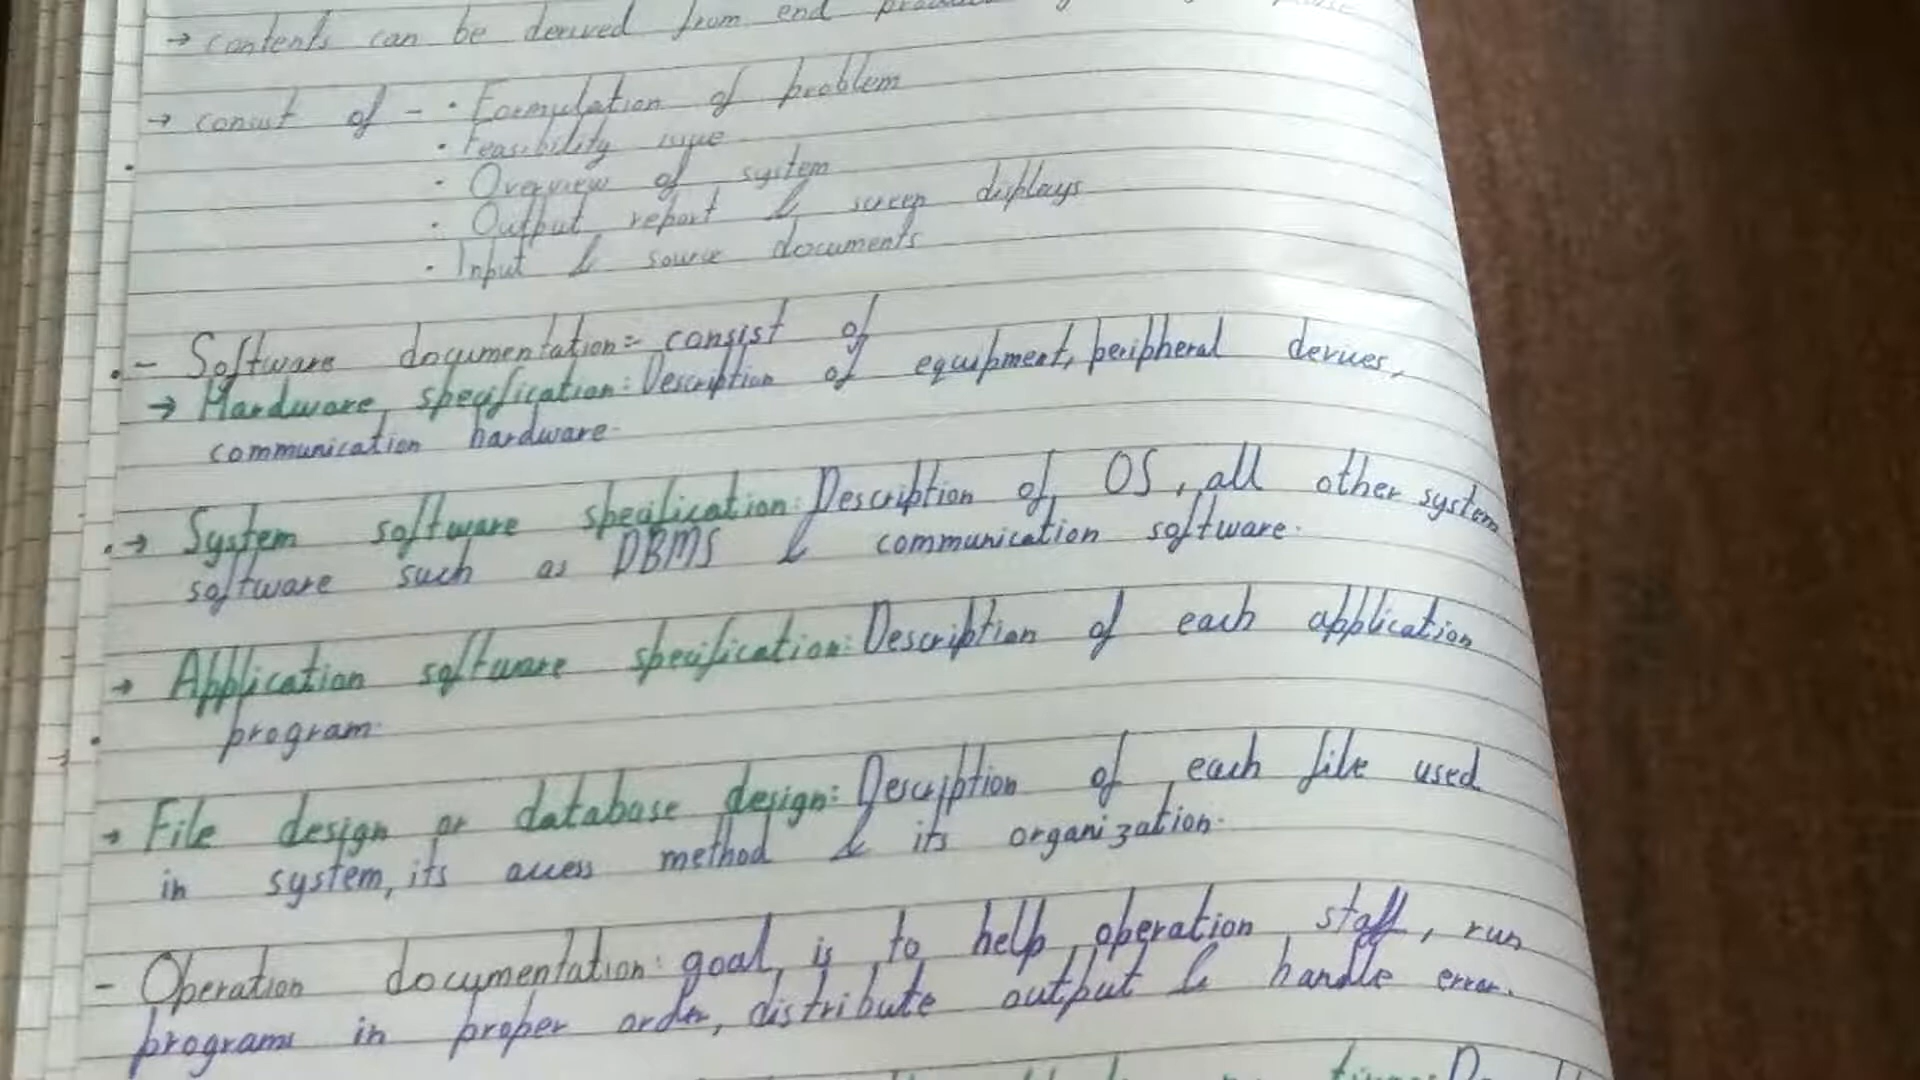 → contents can be derived from end
→ consist of - · Formulation of problem
· Feasibility issue
· Overview of system
· Output report & screen displays
· Input & source documents
- Software documentation:- consist of
→ Hardware specification: Description of equipment, peripheral devices,
communication hardware.
→ System software specification: Description of OS, all other system
software such as DBMS & communication software.
→ Application software specification: Description of each application
program.
→ File design or database design: Description of each file used
in system, its access method & its organization.
- Operation documentation: goal is to help operation staff, run
programs in proper order, distribute output & handle error.